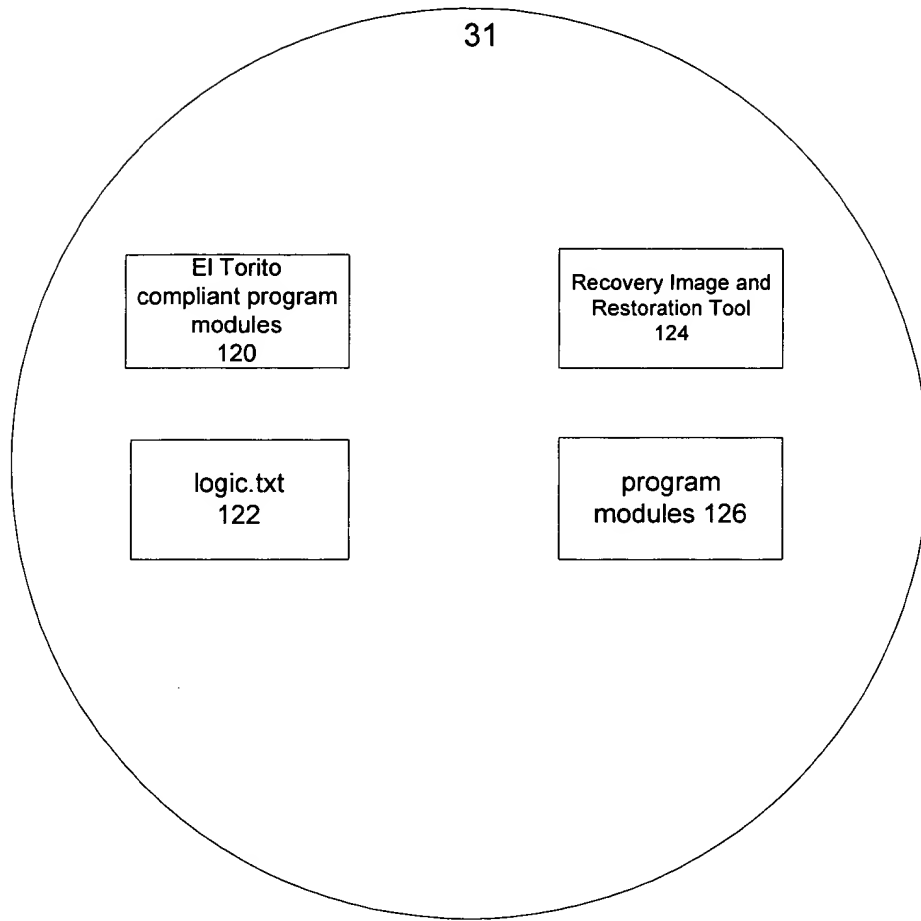 31
El Torito
compliant program
modules
120
Recovery Image and
Restoration Tool
124
logic.txt
122
program
modules 126